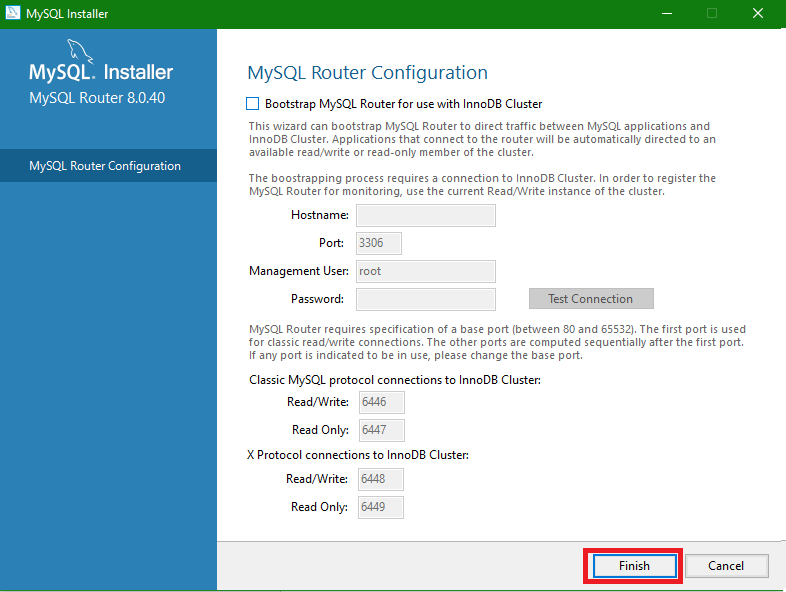 MySQL Installer
MySQL. Installer
MySQL Router 8.0.40
MySQL Router Configuration
MySQL Router Configuration
Bootstrap MySQL Router for use with InnoDB Cluster
This wizard can bootstrap MySQL Router to direct traffic between MySQL applications and
InnoDB Cluster. Applications that connect to the router will be automatically directed to an
available read/write or read-only member of the cluster.
The boostrapping process requires a connection to InnoDB Cluster. In order to register the
MySQL Router for monitoring, use the current Read/Write instance of the cluster.
Hostname:
Port: 3306
Management User: root
Password:
Test Connection
MySQL Router requires specification of a base port (between 80 and 65532). The first port is used
for classic read/write connections. The other ports are computed sequentially after the first port.
If any port is indicated to be in use, please change the base port.
Classic MySQL protocol connections to InnoDB Cluster:
Read/Write: 6446
Read Only: 6447
X Protocol connections to InnoDB Cluster:
Read/Write: 6448
Read Only: 6449
Finish Cancel